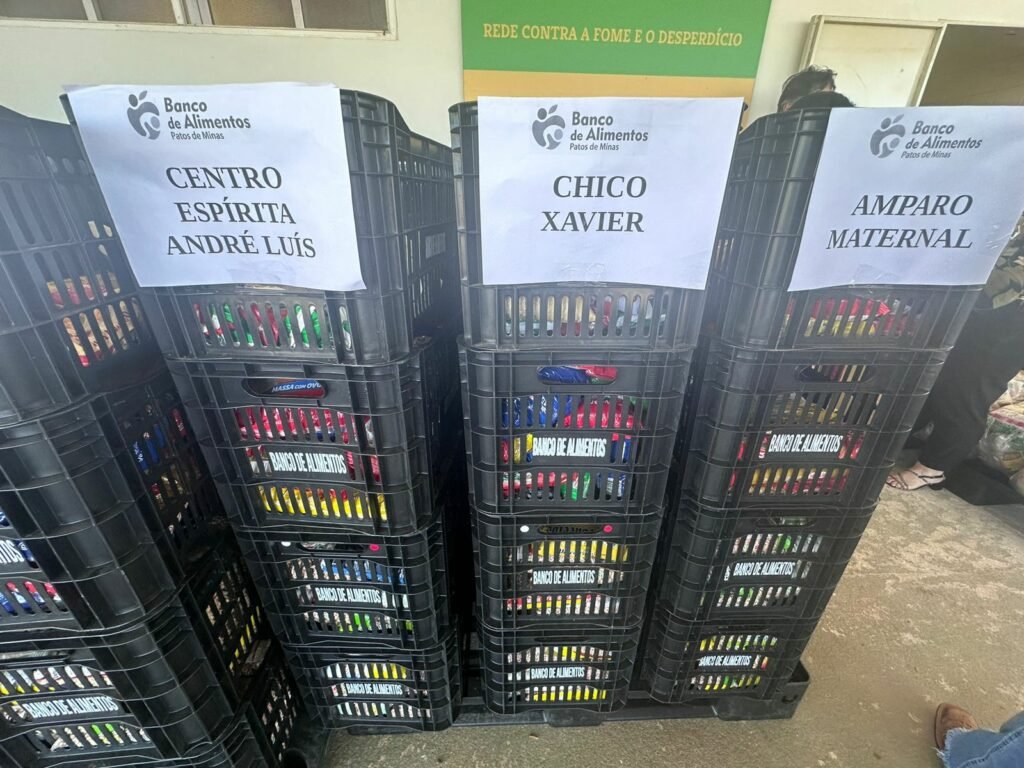 REDE CONTRA A FOME E O DESPERDÍCIO
Banco
de Alimentos
Patos de Minas
CENTRO
ESPÍRITA
ANDRÉ LUÍS
Banco
de Alimentos
Patos de Minas
CHICO
XAVIER
Banco
de Alimentos
Patos de Minas
AMPARO
MATERNAL
MASSA COM OVOS
BANCO DE ALIMENTOS
BANCO DE ALIMENTOS
BANCO DE ALIMENTOS
BANCO DE ALIMENTOS
BANCO DE ALIMENTOS
BANCO DE ALIMENTOS
BANCO DE ALIMENTOS
BANCO DE ALIMENTOS
BANCO DE ALIMENTOS
BANCO DE ALIMENTOS